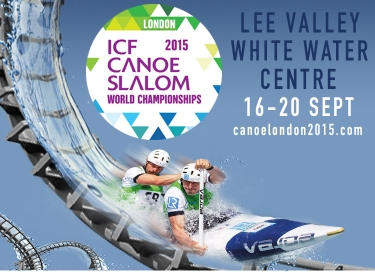 LONDON
ICF 2015
CANOE
SLALOM
WORLD CHAMPIONSHIPS
LEE VALLEY
WHITE WATER
CENTRE
16-20 SEPT
canoelondon2015.com